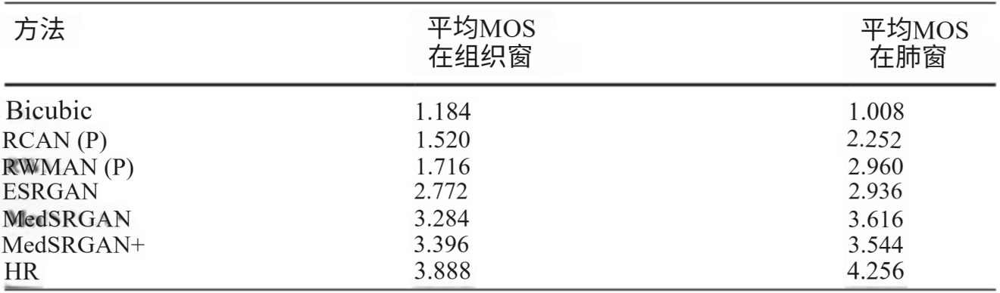 方法 平均MOS 平均MOS
在组织窗 在肺窗
Bicubic 1.184 1.008
RCAN (P) 1.520 2.252
RWMAN (P) 1.716 2.960
ESRGAN 2.772 2.936
MedSRGAN 3.284 3.616
MedSRGAN+ 3.396 3.544
HR 3.888 4.256